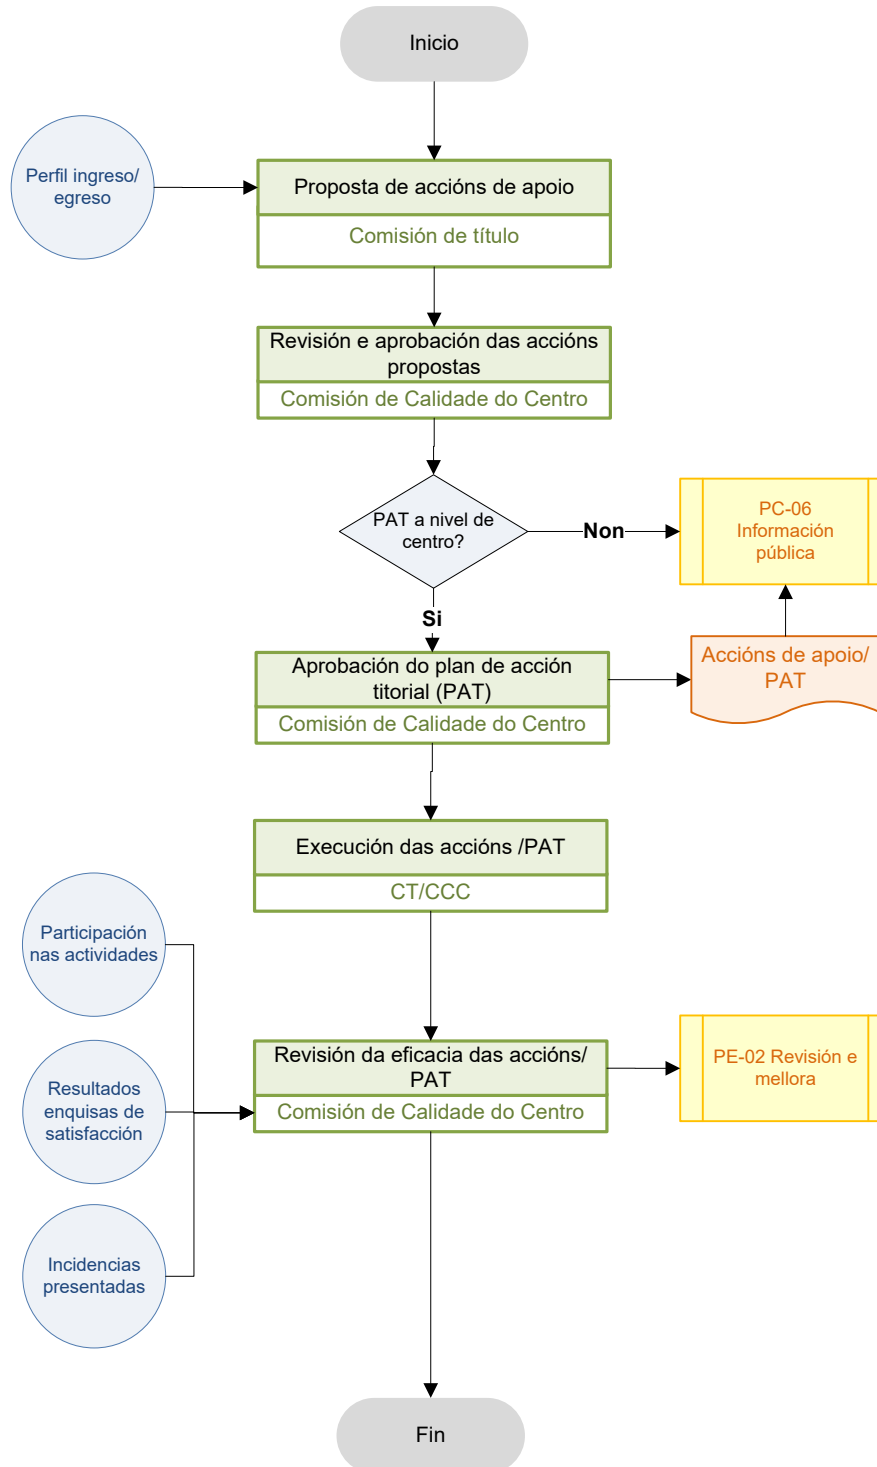 Inicio
Perfil ingreso/
egreso
Proposta de accións de apoio
Comisión de título
Revisión e aprobación das accións
propostas
Comisión de Calidade do Centro
PAT a nivel de
centro?
Non
PC-06
Información
pública
Si
Aprobación do plan de acción
titorial (PAT)
Comisión de Calidade do Centro
Accións de apoio/
PAT
Execución das accións /PAT
CT/CCC
Participación
nas actividades
Revisión da eficacia das accións/
PAT
Comisión de Calidade do Centro
PE-02 Revisión e
mellora
Resultados
enquisas de
satisfacción
Incidencias
presentadas
Fin